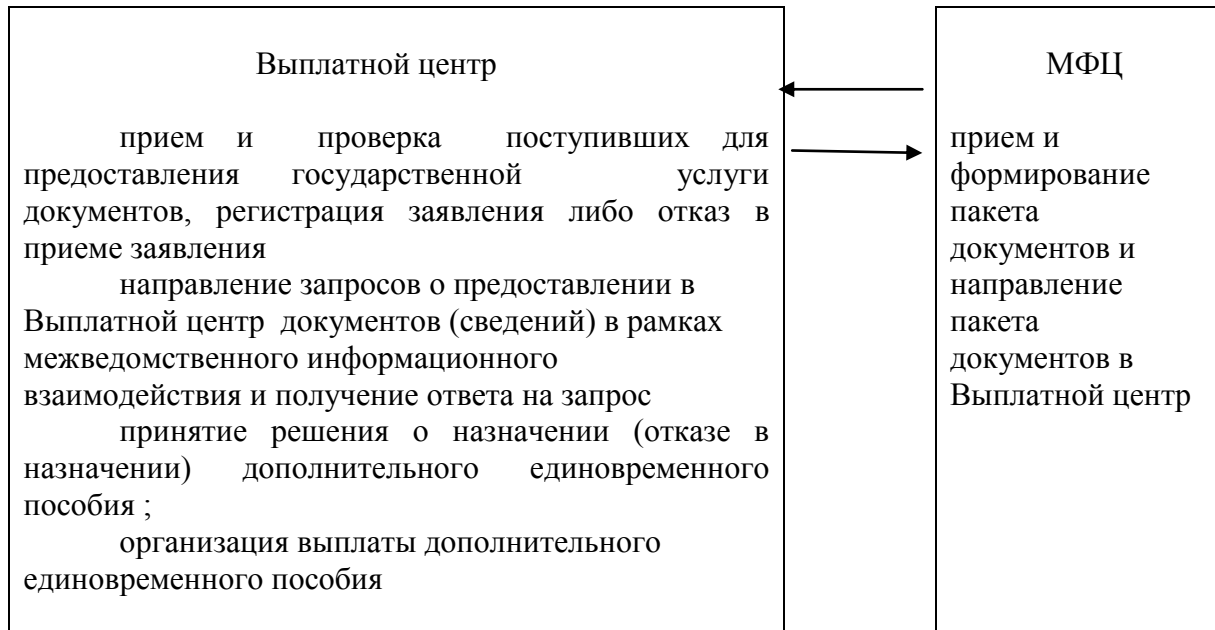 Выплатной центр
прием и проверка поступивших для
предоставления государственной услуги
документов, регистрация заявления либо отказ в
приеме заявления
направление запросов о предоставлении в
Выплатной центр документов (сведений) в рамках
межведомственного информационного
взаимодействия и получение ответа на запрос
принятие решения о назначении (отказе в
назначении) дополнительного единовременного
пособия ;
организация выплаты дополнительного
единовременного пособия
МФЦ
прием и
формирование
пакета
документов и
направление
пакета
документов в
Выплатной центр